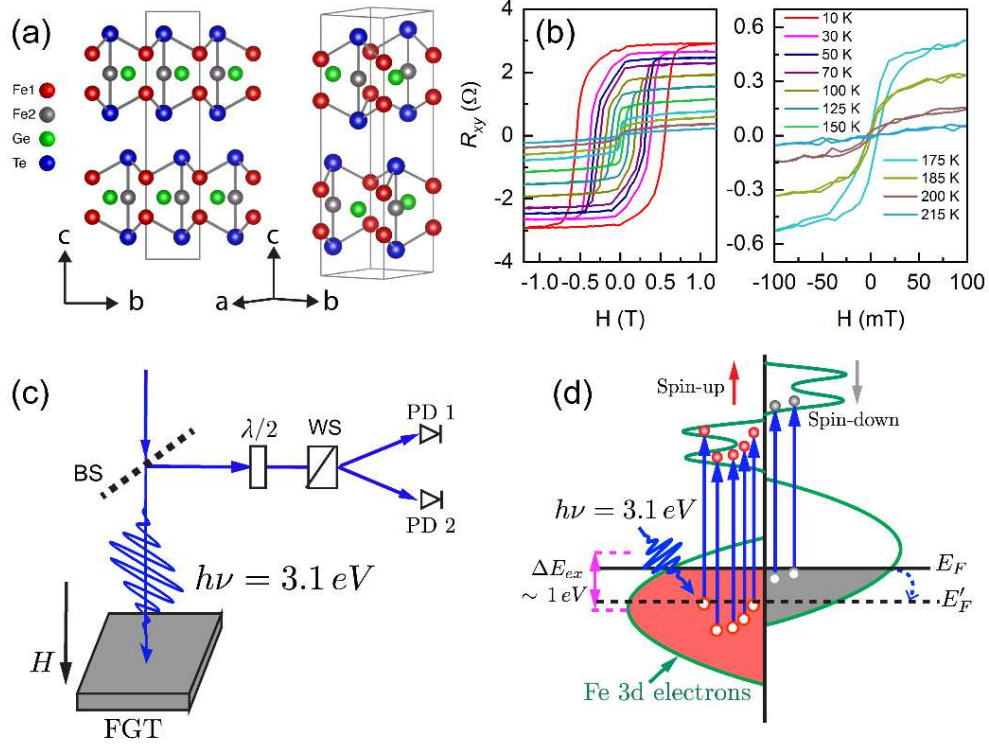 (a)
Fe1
Fe2
Ge
Te
c
b
c
a
b
(b)
R_xy (Ω)
4
2
0
-2
-4
-1.0 -0.5 0.0 0.5 1.0
H (T)
10 K
30 K
50 K
70 K
100 K
125 K
150 K
0.6
0.3
0.0
-0.3
-0.6
175 K
185 K
200 K
215 K
-100 -50 0 50 100
H (mT)
(c)
BS
λ/2
WS
PD 1
PD 2
hν = 3.1 eV
H
FGT
(d)
Spin-up
Spin-down
hν = 3.1 eV
ΔE_ex
~ 1 eV
E_F
E′_F
Fe 3d electrons